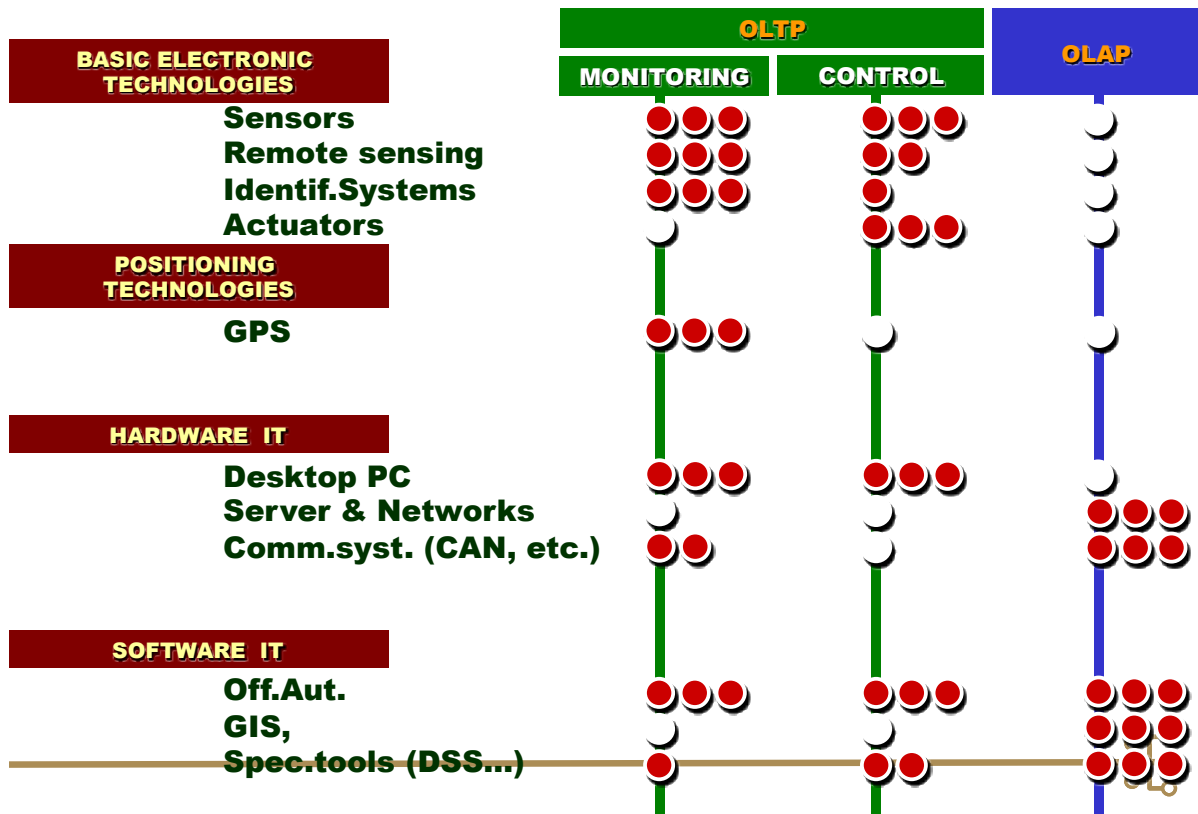 OLTP
OLAP
MONITORING
CONTROL
BASIC ELECTRONIC
TECHNOLOGIES
Sensors
Remote sensing
Identif.Systems
Actuators
POSITIONING
TECHNOLOGIES
GPS
HARDWARE IT
Desktop PC
Server & Networks
Comm.syst. (CAN, etc.)
SOFTWARE IT
Off.Aut.
GIS,
Spec.tools (DSS...)